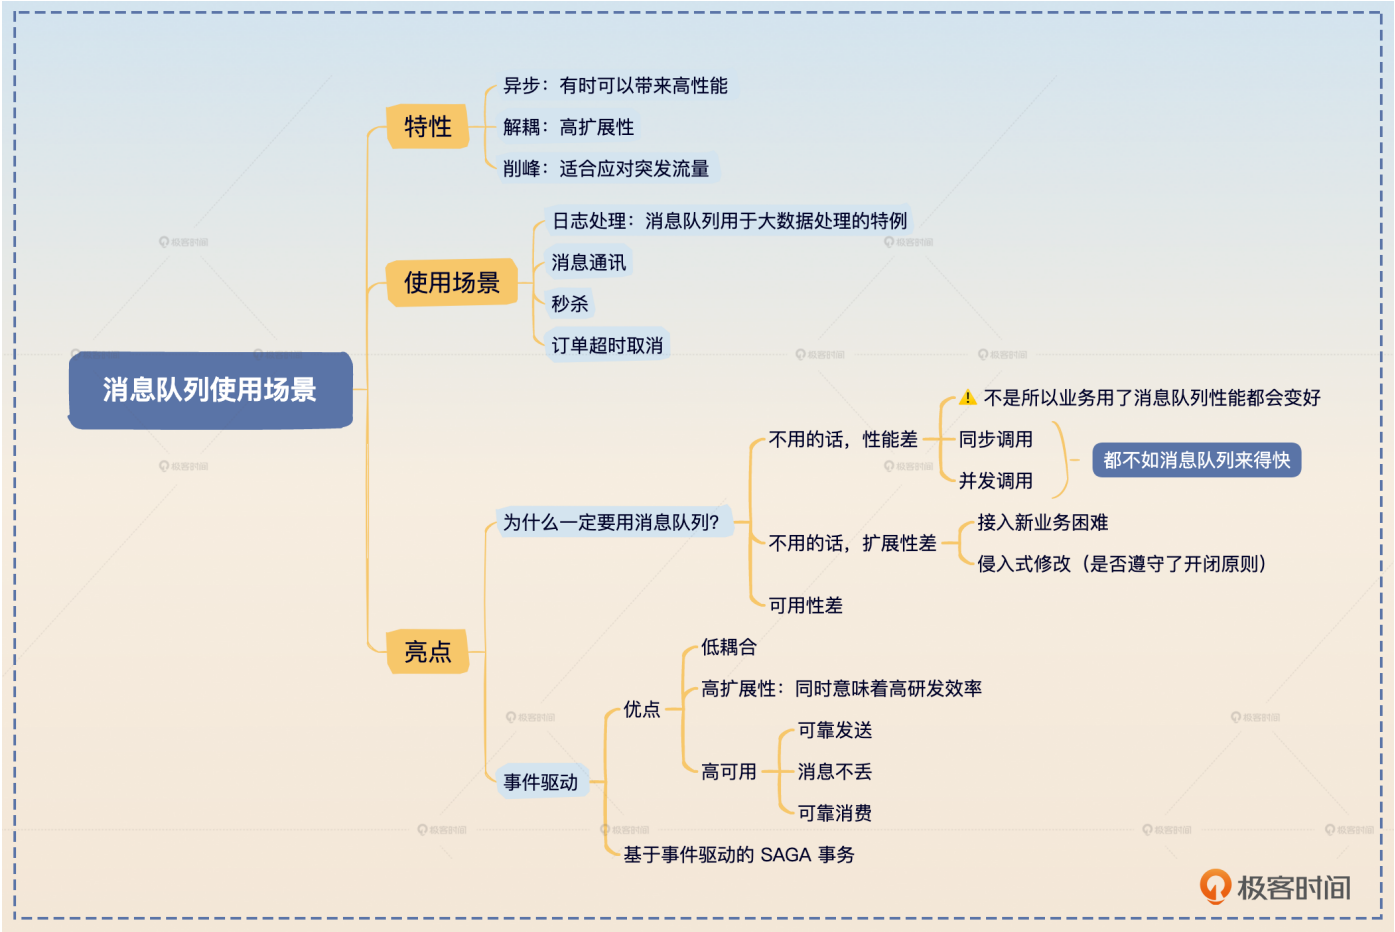 异步：有时可以带来高性能
特性
解耦：高扩展性
削峰：适合应对突发流量
日志处理：消息队列用于大数据处理的特例
消息通讯
使用场景
秒杀
订单超时取消
消息队列使用场景
不是所以业务用了消息队列性能都会变好
不用的话，性能差
同步调用
都不如消息队列来得快
并发调用
为什么一定要用消息队列？
接入新业务困难
不用的话，扩展性差
侵入式修改（是否遵守了开闭原则）
可用性差
亮点
低耦合
高扩展性：同时意味着高研发效率
优点
可靠发送
高可用
消息不丢
可靠消费
事件驱动
基于事件驱动的 SAGA 事务
极客时间